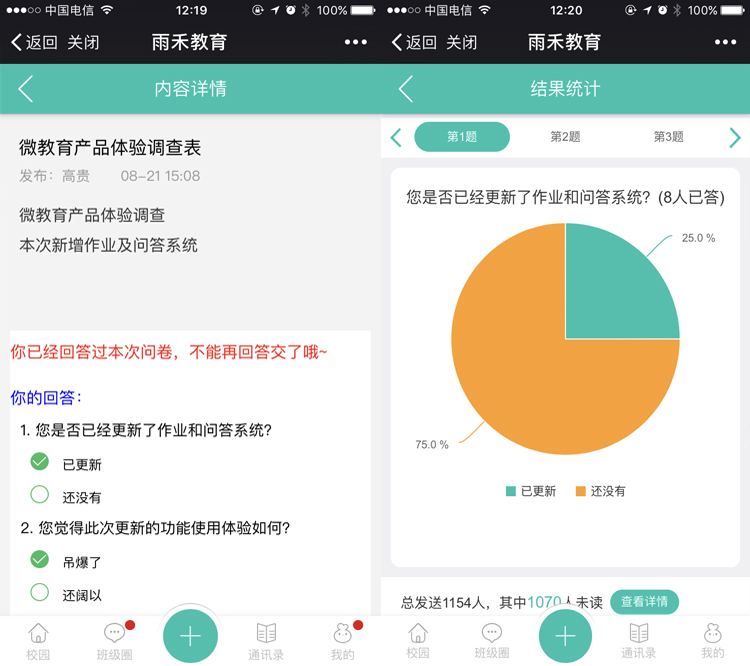 中国电信 12:19 100%
返回 关闭 雨禾教育
内容详情
微教育产品体验调查表
发布：高贵 08-21 15:08
微教育产品体验调查
本次新增作业及问答系统
你已经回答过本次问卷，不能再回答交了哦~
你的回答：
1. 您是否已经更新了作业和问答系统?
已更新
还没有
2. 您觉得此次更新的功能使用体验如何?
吊爆了
还阔以
校园 班级圈 通讯录 我的
中国电信 12:20 100%
返回 关闭 雨禾教育
结果统计
第1题 第2题 第3题
您是否已经更新了作业和问答系统? (8人已答)
25.0 %
75.0 %
已更新 还没有
总发送1154人，其中1070人未读 查看详情
校园 班级圈 通讯录 我的